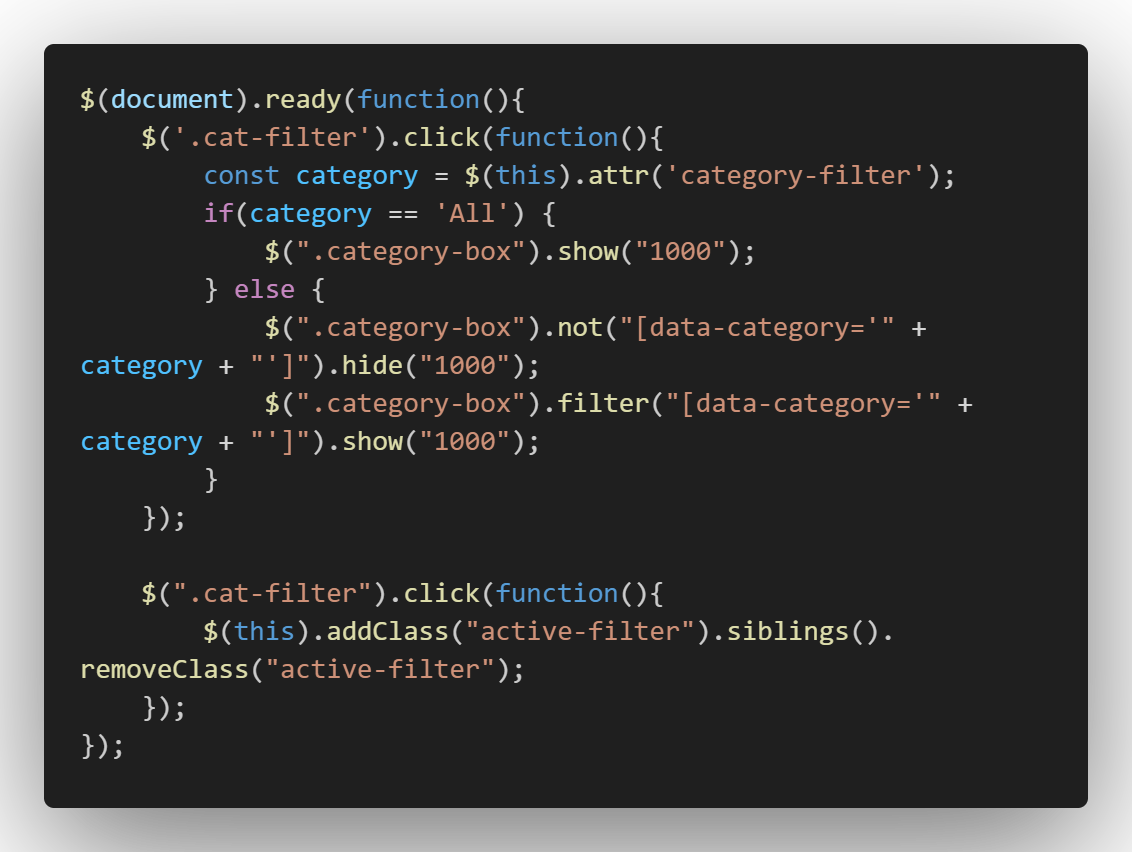 $(document).ready(function(){
    $('.cat-filter').click(function(){
        const category = $(this).attr('category-filter');
        if(category == 'All') {
            $(".category-box").show("1000");
        } else {
            $(".category-box").not("[data-category='" +
category + "']").hide("1000");
            $(".category-box").filter("[data-category='" +
category + "']").show("1000");
        }
    });

    $(".cat-filter").click(function(){
        $(this).addClass("active-filter").siblings().
removeClass("active-filter");
    });
});